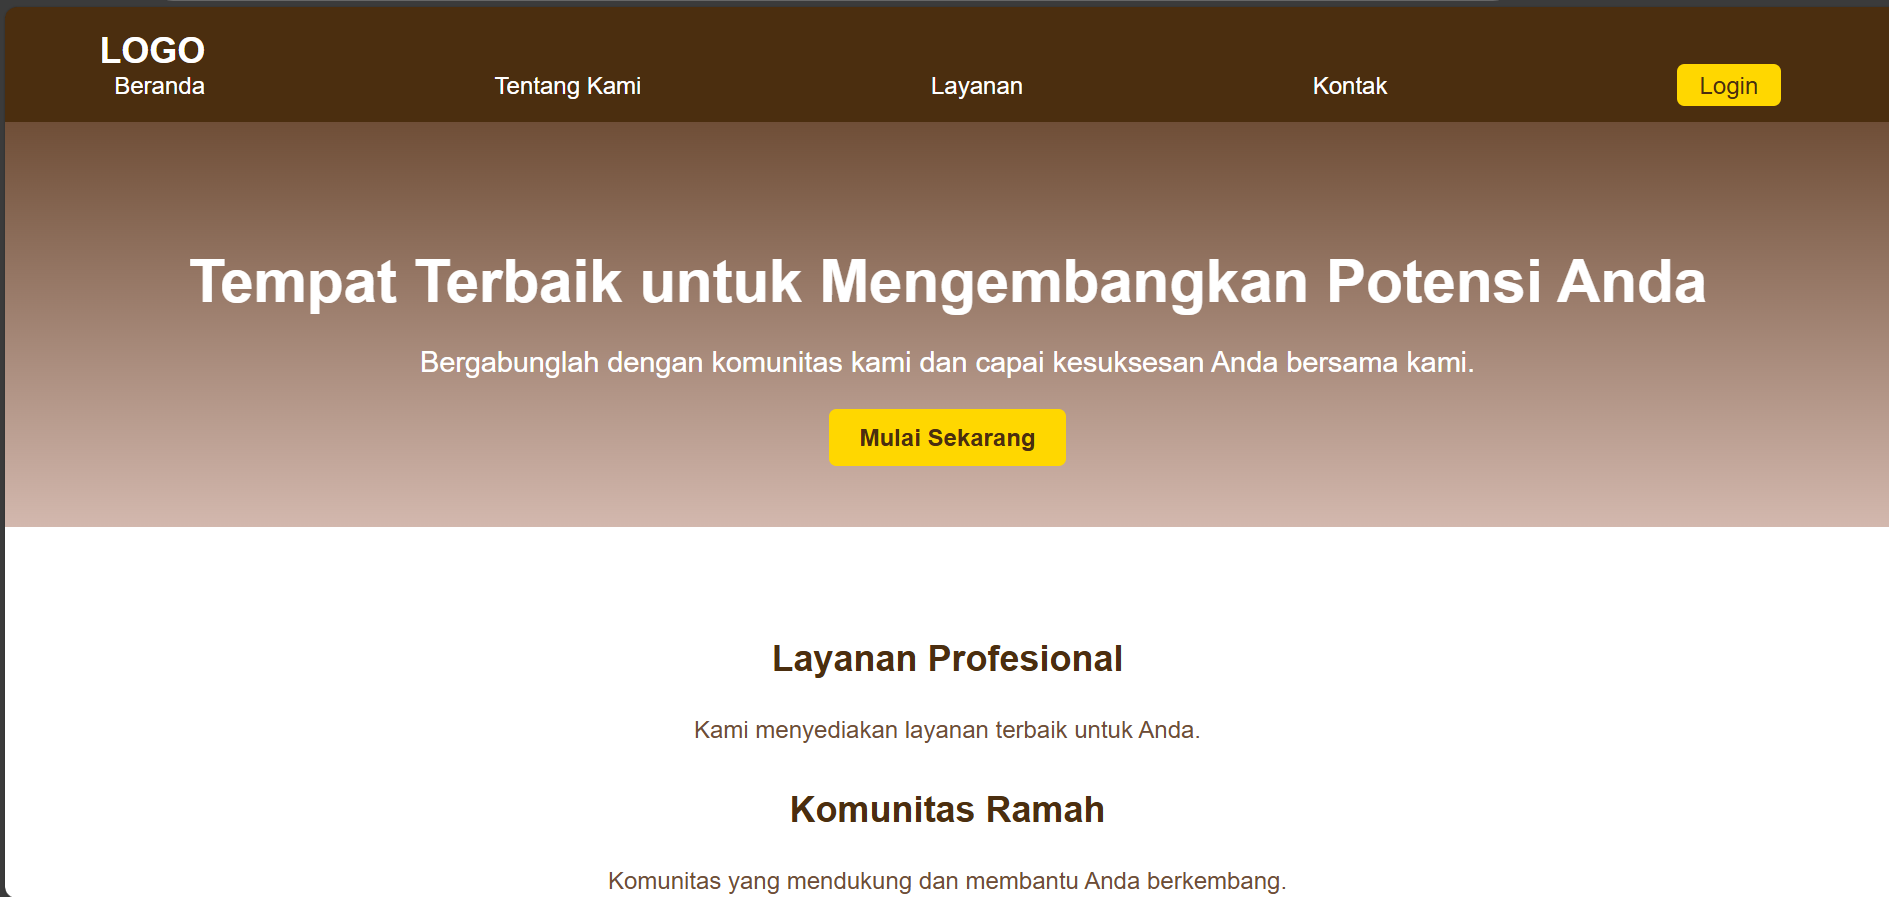 LOGO
Beranda Tentang Kami Layanan Kontak Login
Tempat Terbaik untuk Mengembangkan Potensi Anda
Bergabunglah dengan komunitas kami dan capai kesuksesan Anda bersama kami.
Mulai Sekarang
Layanan Profesional
Kami menyediakan layanan terbaik untuk Anda.
Komunitas Ramah
Komunitas yang mendukung dan membantu Anda berkembang.